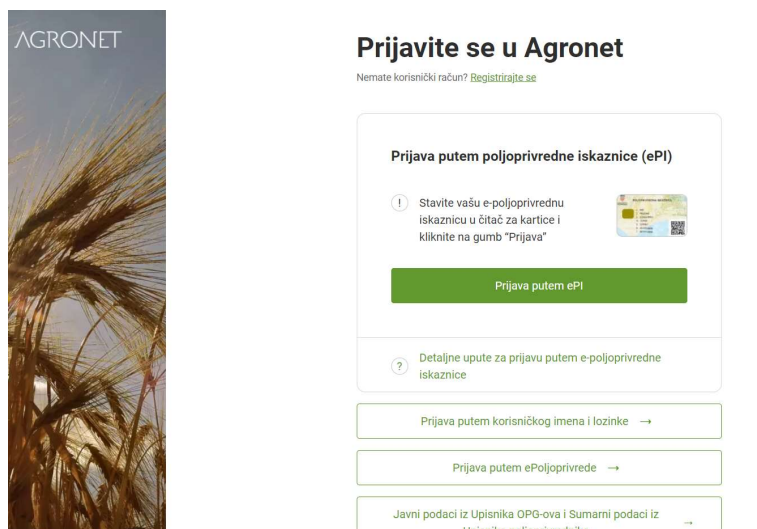 AGRONET
Prijavite se u Agronet
Nemate korisnički račun? Registrirajte se
Prijava putem poljoprivredne iskaznice (ePI)
!
Stavite vašu e-poljoprivrednu
iskaznicu u čitač za kartice i
kliknite na gumb “Prijava”
Prijava putem ePI
?
Detaljne upute za prijavu putem e-poljoprivredne
iskaznice
Prijava putem korisničkog imena i lozinke →
Prijava putem ePoljoprivrede →
Javni podaci iz Upisnika OPG-ova i Sumarni podaci iz →